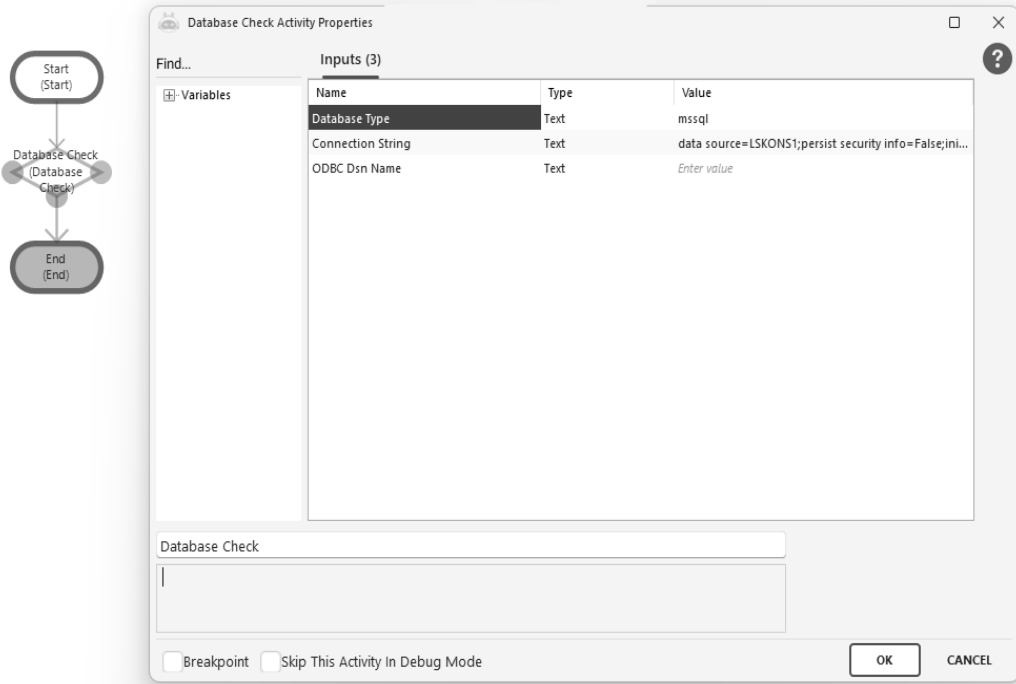 Database Check Activity Properties
Start
(Start)
Database Check
(Database
Check)
End
(End)
Find...
Variables
Inputs (3)
?
Name Type Value
Database Type Text mssql
Connection String Text data source=LSKONS1;persist security info=False;ini...
ODBC Dsn Name Text Enter value
Database Check
Breakpoint Skip This Activity In Debug Mode
OK CANCEL